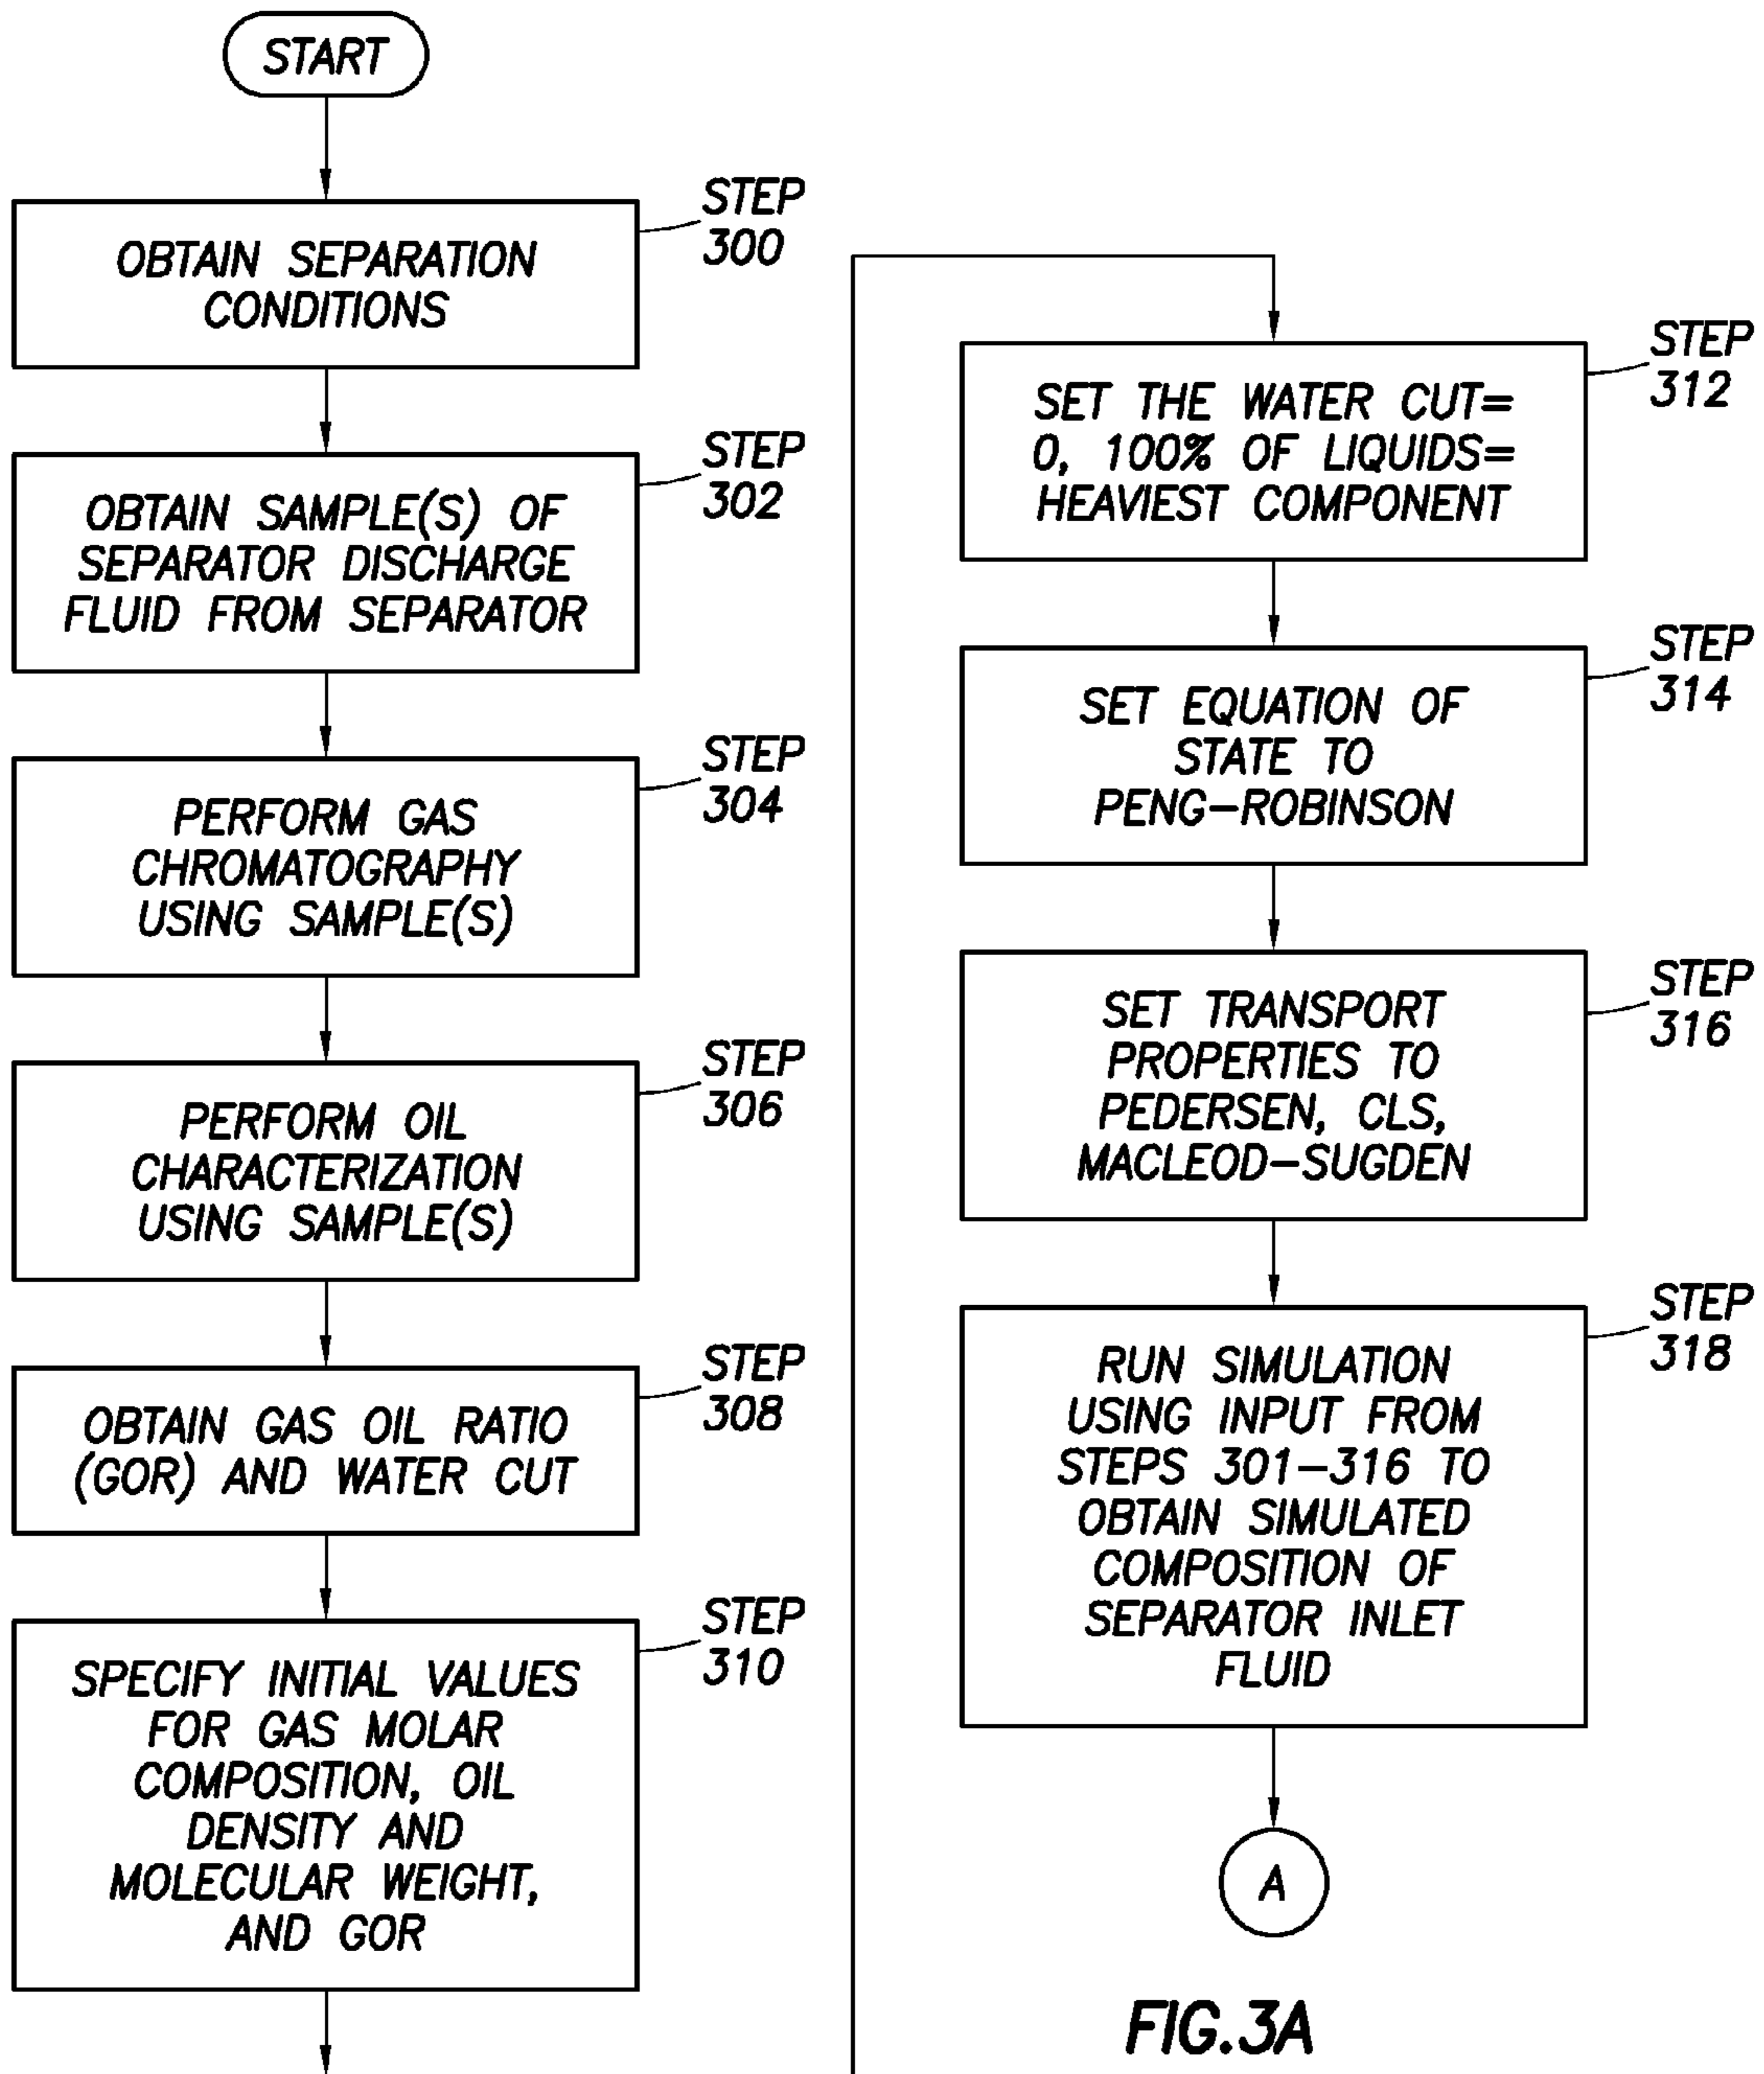 START
STEP
300
OBTAIN SEPARATION
CONDITIONS
STEP
302
OBTAIN SAMPLE(S) OF
SEPARATOR DISCHARGE
FLUID FROM SEPARATOR
STEP
304
PERFORM GAS
CHROMATOGRAPHY
USING SAMPLE(S)
STEP
306
PERFORM OIL
CHARACTERIZATION
USING SAMPLE(S)
STEP
308
OBTAIN GAS OIL RATIO
(GOR) AND WATER CUT
STEP
310
SPECIFY INITIAL VALUES
FOR GAS MOLAR
COMPOSITION, OIL
DENSITY AND
MOLECULAR WEIGHT,
AND GOR
STEP
312
SET THE WATER CUT=
0, 100% OF LIQUIDS=
HEAVIEST COMPONENT
STEP
314
SET EQUATION OF
STATE TO
PENG-ROBINSON
STEP
316
SET TRANSPORT
PROPERTIES TO
PEDERSEN, CLS,
MACLEOD-SUGDEN
STEP
318
RUN SIMULATION
USING INPUT FROM
STEPS 301-316 TO
OBTAIN SIMULATED
COMPOSITION OF
SEPARATOR INLET
FLUID
A
FIG.3A